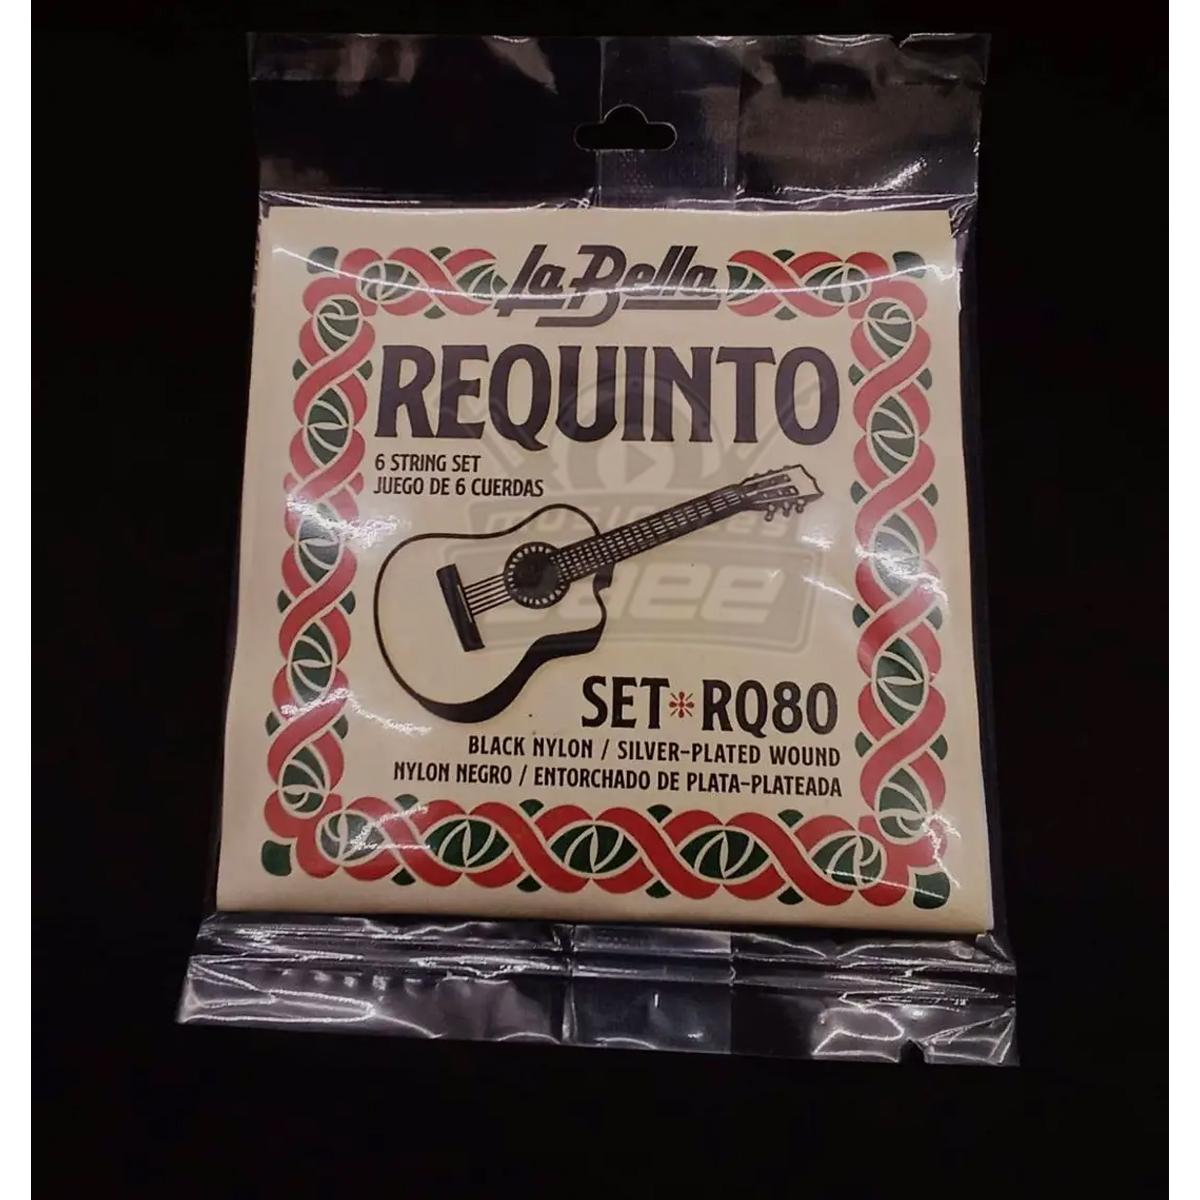 La Bella
REQUINTO
6 STRING SET
JUEGO DE 6 CUERDAS
SET RQ80
BLACK NYLON / SILVER-PLATED WOUND
NYLON NEGRO / ENTORCHADO DE PLATA-PLATEADA